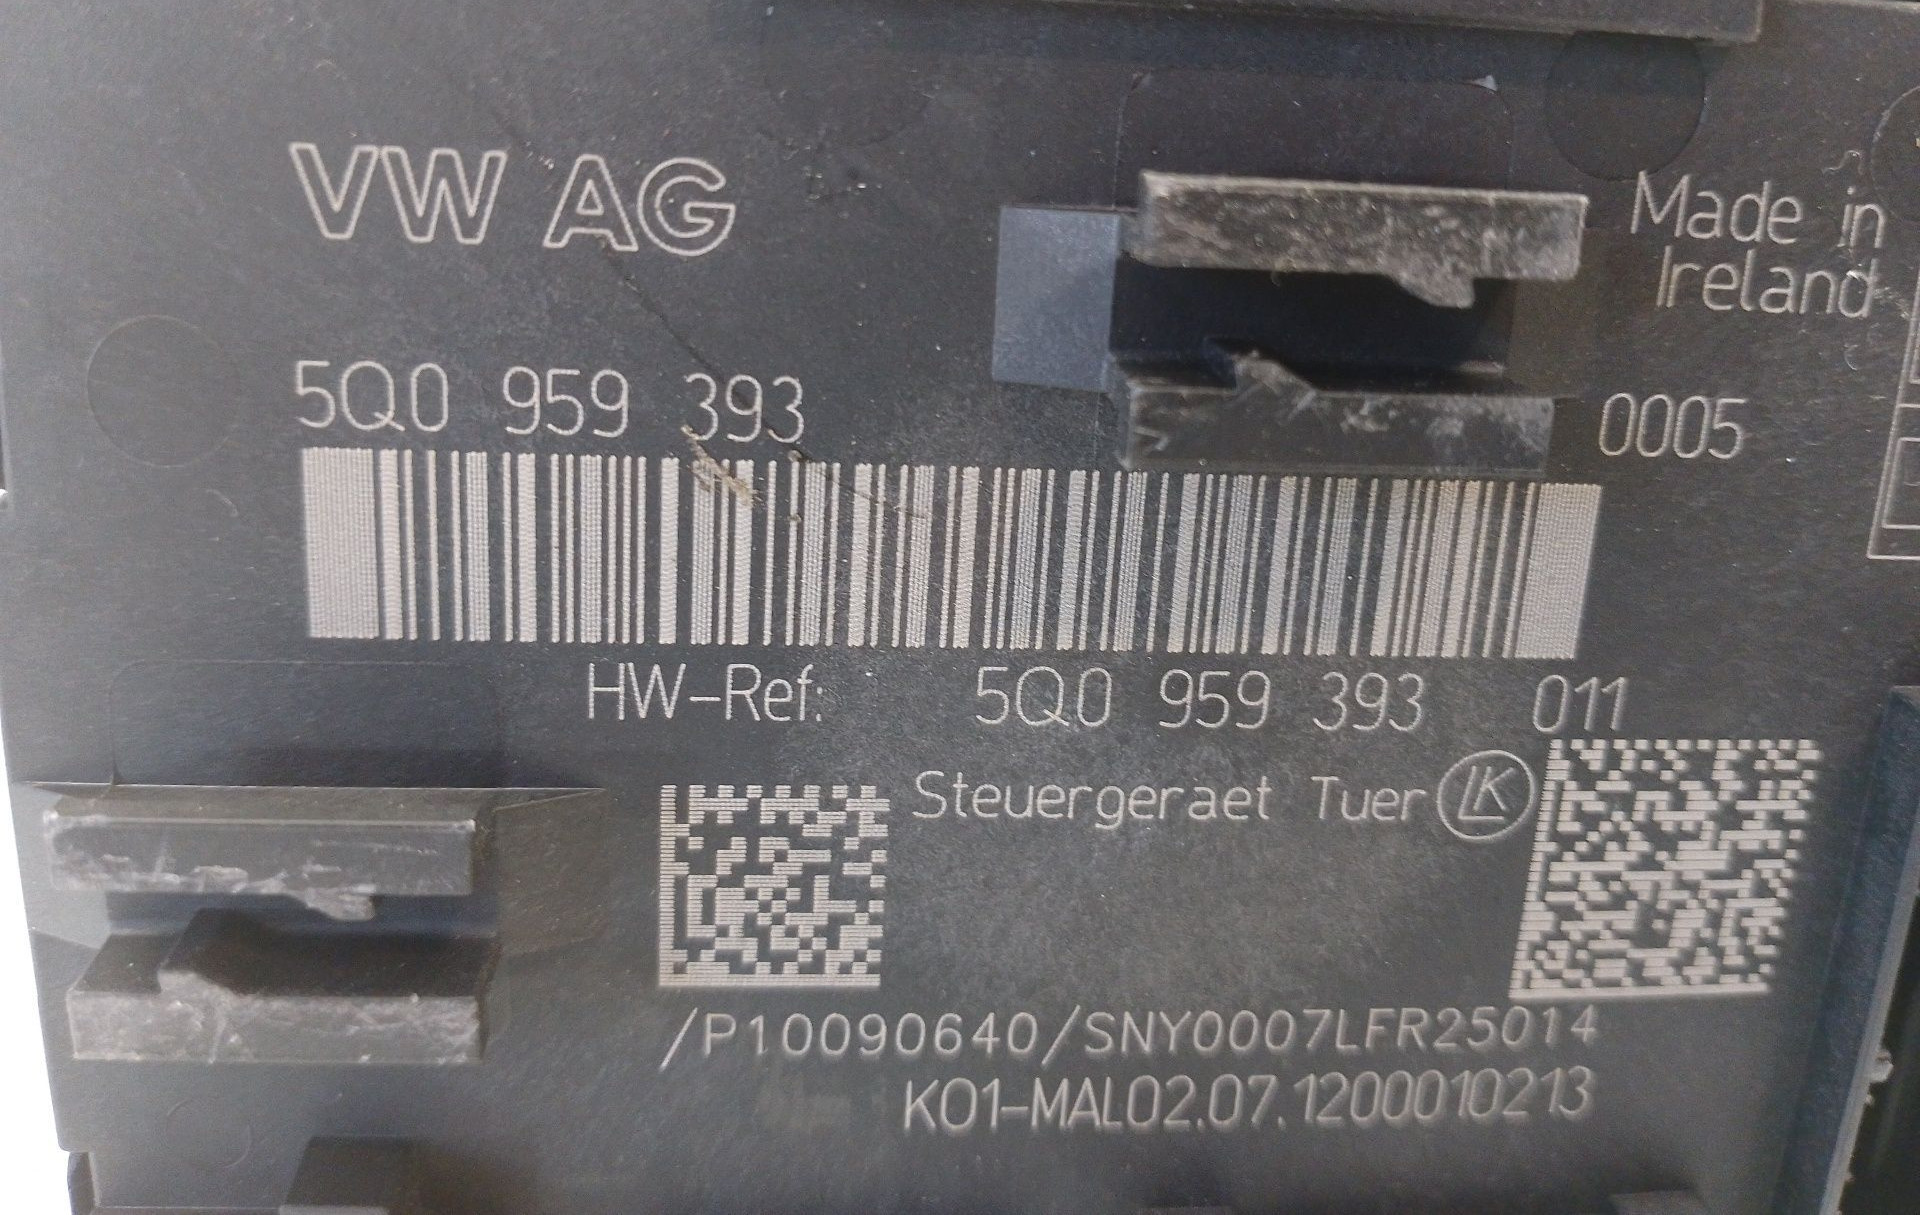 VW AG
Made in
Ireland
5Q0 959 393
0005
HW-Ref: 5Q0 959 393 011
Steuergeraet Tuer LK
/P10090640/SNY0007LFR25014
K01-MAL02.07.1200010213